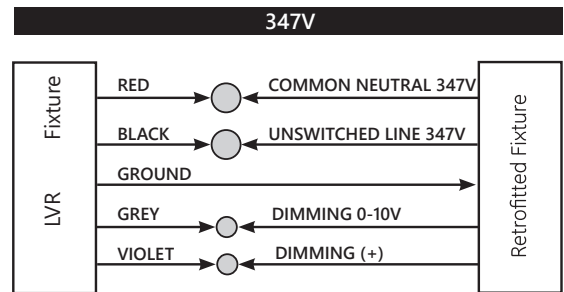 347V
Fixture
LVR
RED
COMMON NEUTRAL 347V
BLACK
UNSWITCHED LINE 347V
GROUND
GREY
DIMMING 0-10V
VIOLET
DIMMING (+)
Retrofitted Fixture